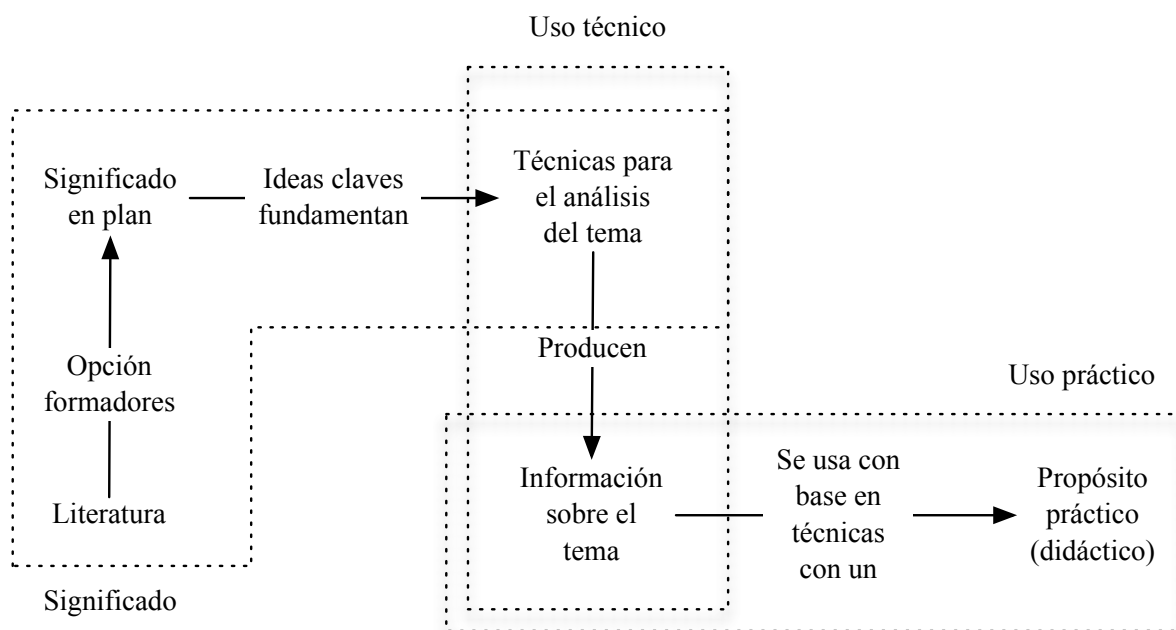 Uso técnico
Significado
en plan
Ideas claves
fundamentan
Técnicas para
el análisis
del tema
Opción
formadores
Producen
Uso práctico
Literatura
Información
sobre el
tema
Se usa con
base en
técnicas
con un
Propósito
práctico
(didáctico)
Significado